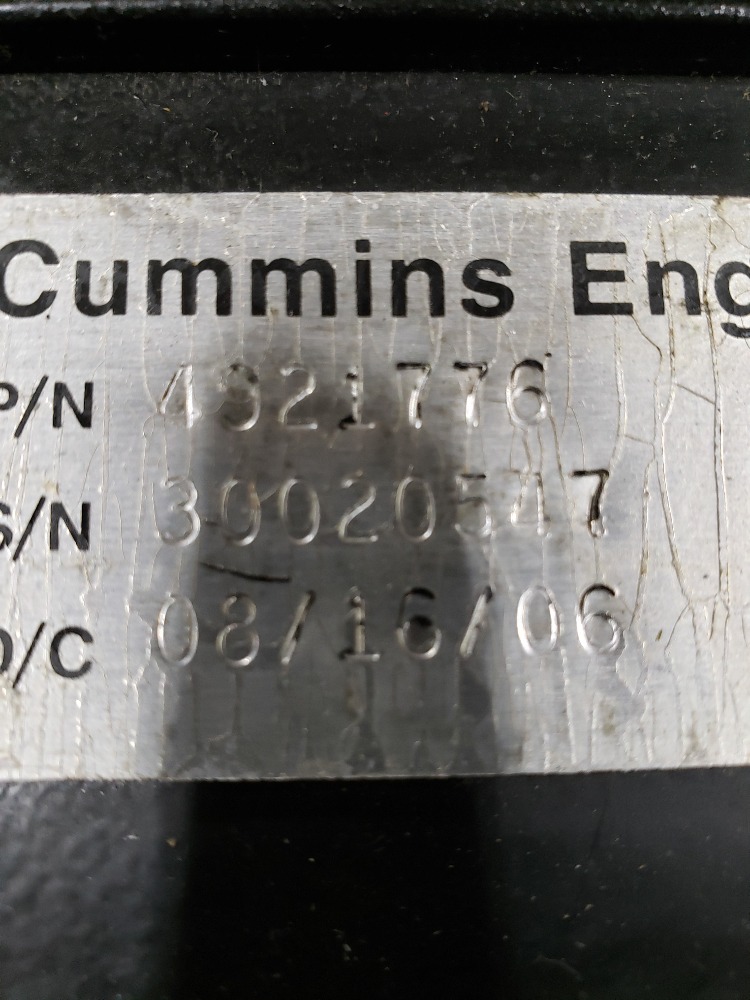 Cummins Eng
P/N 4921776
S/N 30020547
D/C 08/16/06